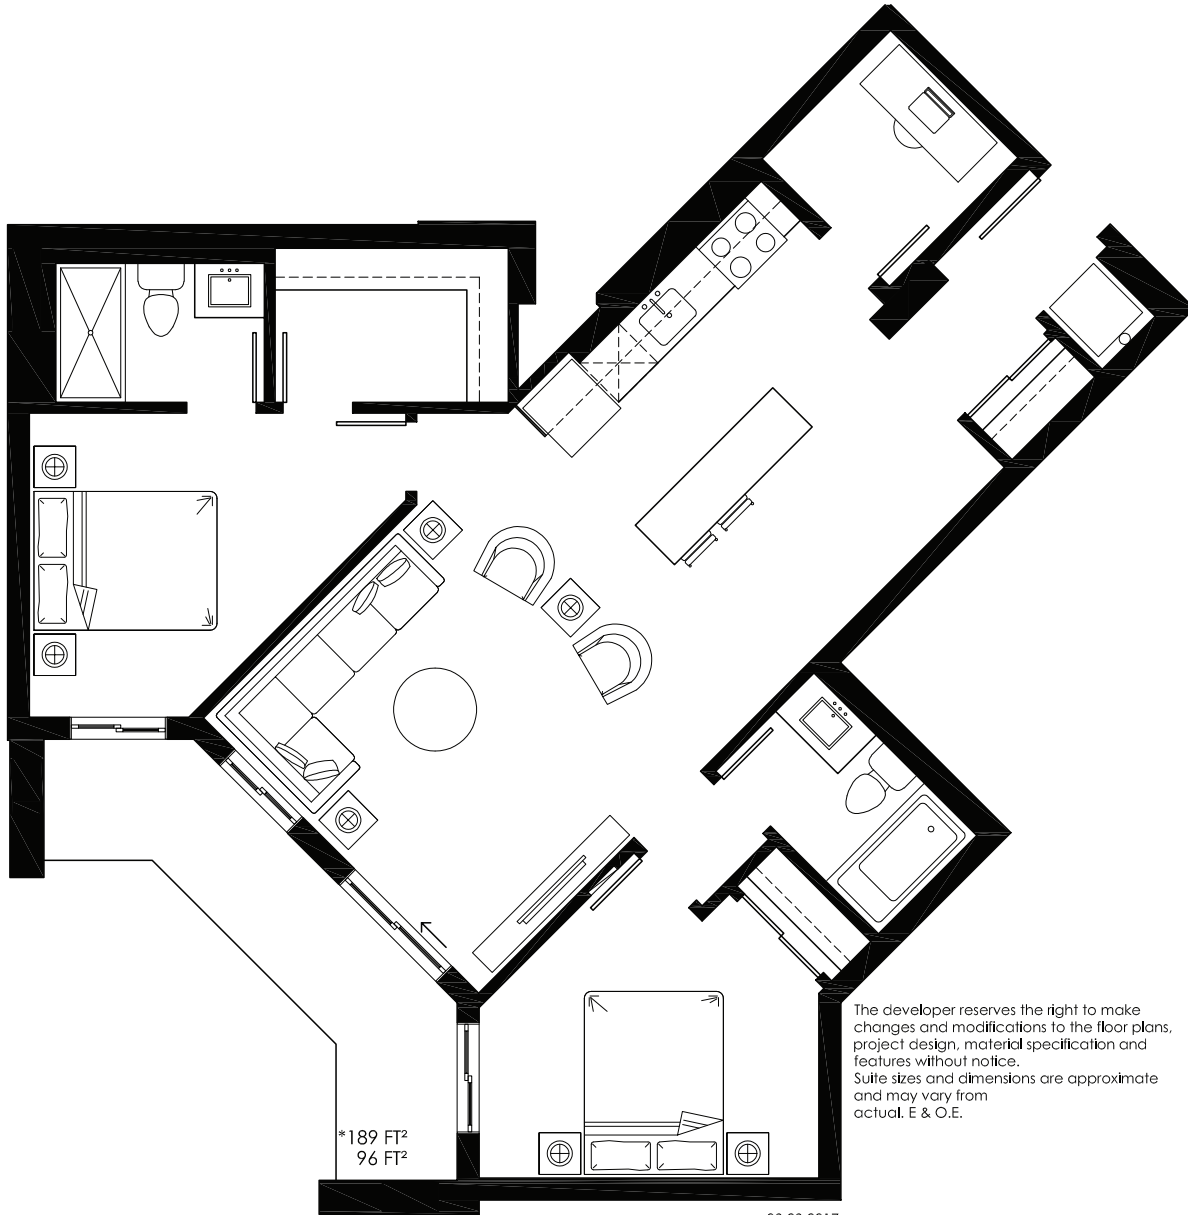 The developer reserves the right to make
changes and modifications to the floor plans,
project design, material specification and
features without notice.
Suite sizes and dimensions are approximate
and may vary from
actual. E & O.E.
*189 FT²
96 FT²